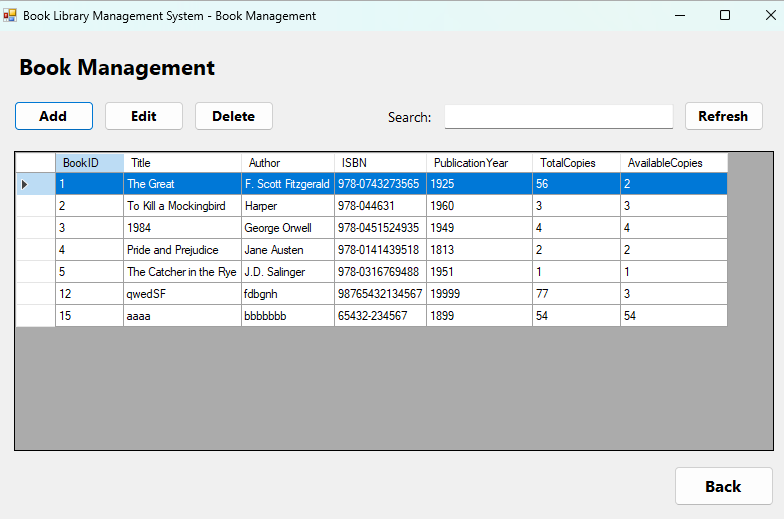 Book Library Management System - Book Management
Book Management
Add Edit Delete Search: Refresh
BookID Title Author ISBN PublicationYear TotalCopies AvailableCopies
1 The Great F. Scott Fitzgerald 978-0743273565 1925 56 2
2 To Kill a Mockingbird Harper 978-044631 1960 3 3
3 1984 George Orwell 978-0451524935 1949 4 4
4 Pride and Prejudice Jane Austen 978-0141439518 1813 2 2
5 The Catcher in the Rye J.D. Salinger 978-0316769488 1951 1 1
12 qwedSF fdbgnh 98765432134567 19999 77 3
15 aaaa bbbbbbb 65432-234567 1899 54 54
Back